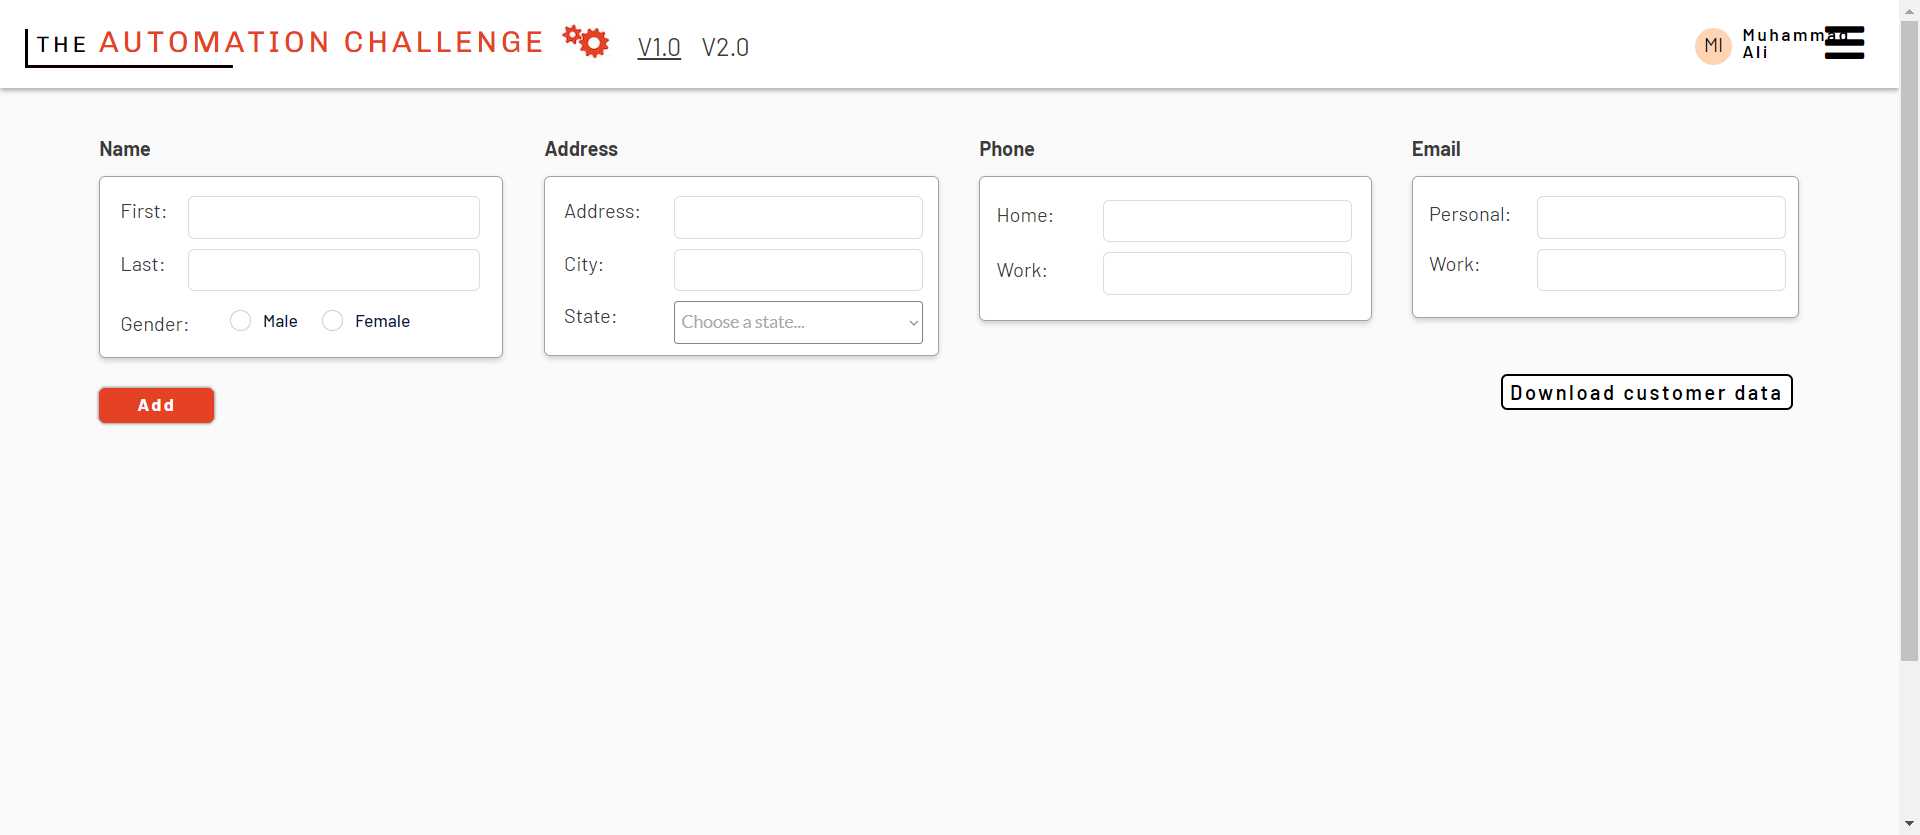 THE AUTOMATION CHALLENGE V1.0 V2.0
MI Muhammad
Ali
Name
First:
Last:
Gender: Male Female
Address
Address:
City:
State: Choose a state...
Phone
Home:
Work:
Email
Personal:
Work:
Add
Download customer data